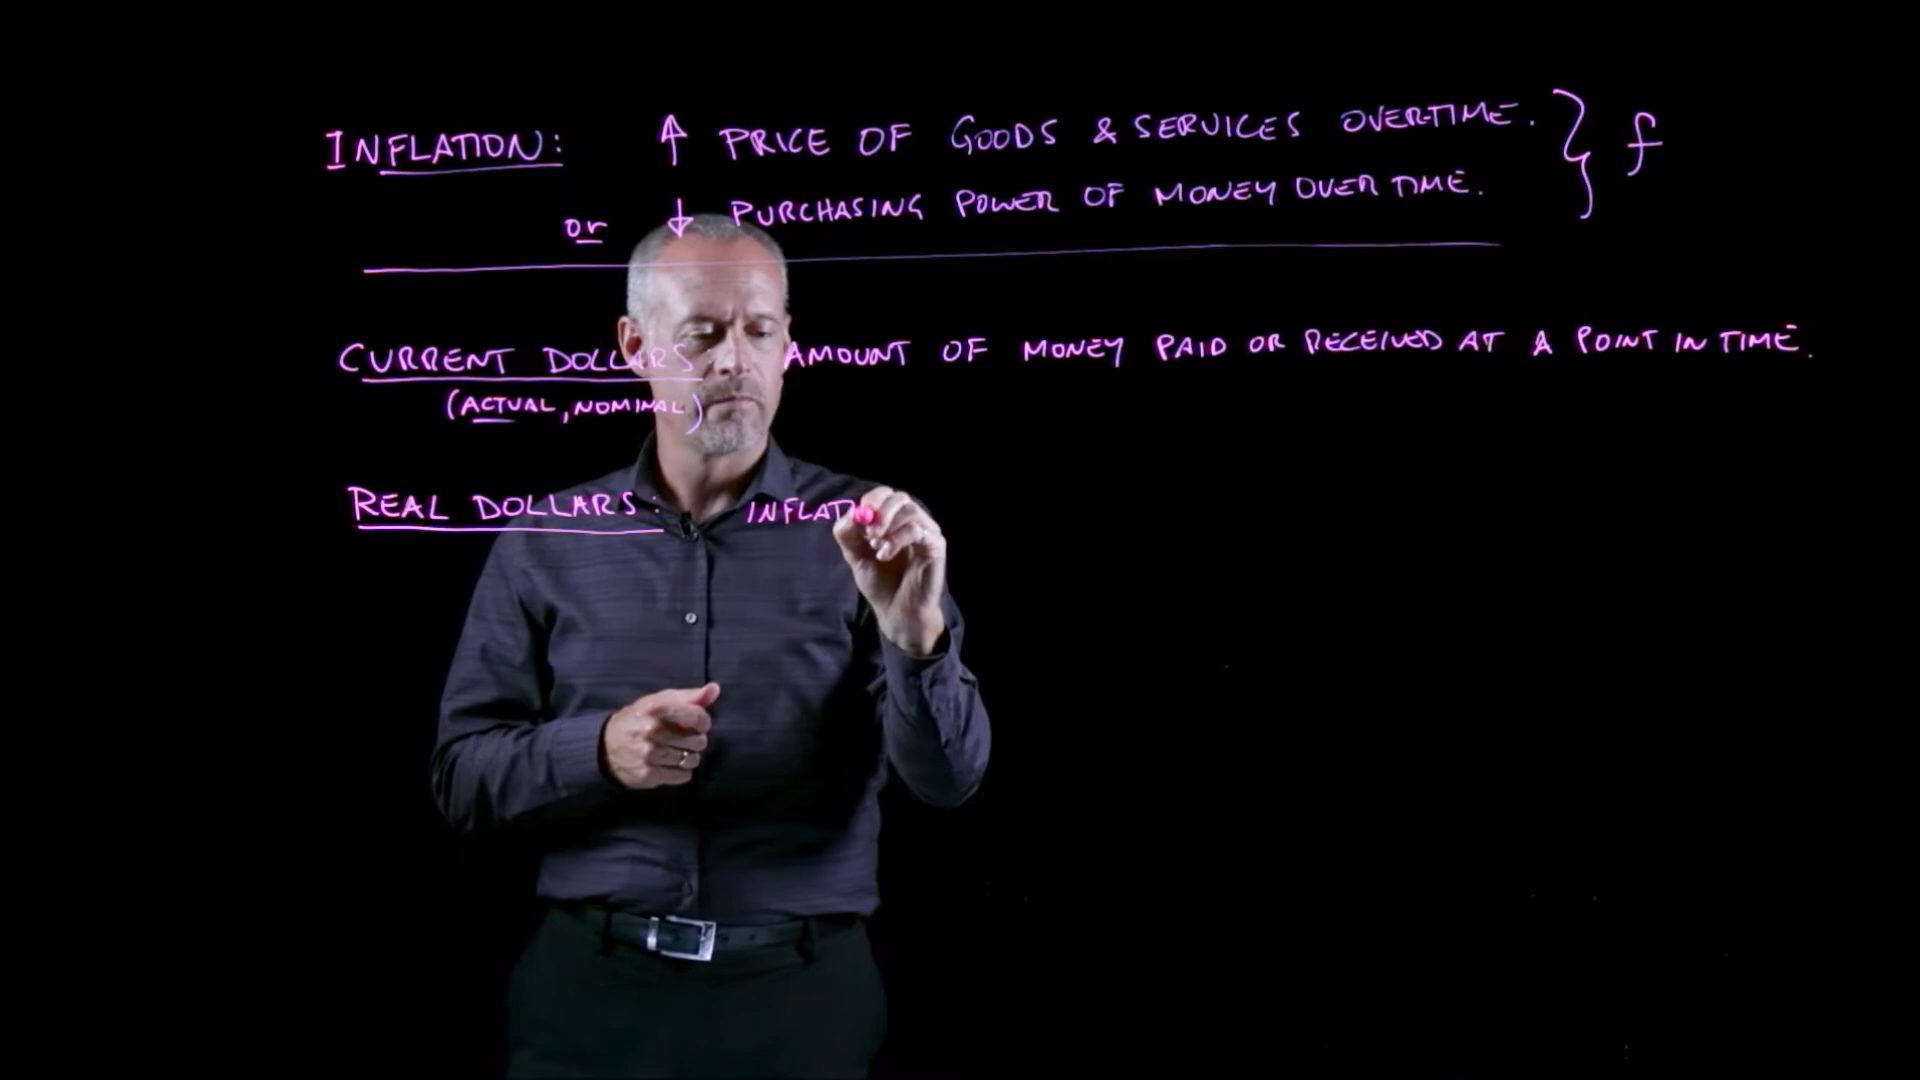 INFLATION: ↑ PRICE OF GOODS & SERVICES OVERTIME. } f
or ↓ PURCHASING POWER OF MONEY OVER TIME.
CURRENT DOLLARS: AMOUNT OF MONEY PAID OR RECEIVED AT A POINT IN TIME.
(ACTUAL, NOMINAL)
REAL DOLLARS: INFLAT